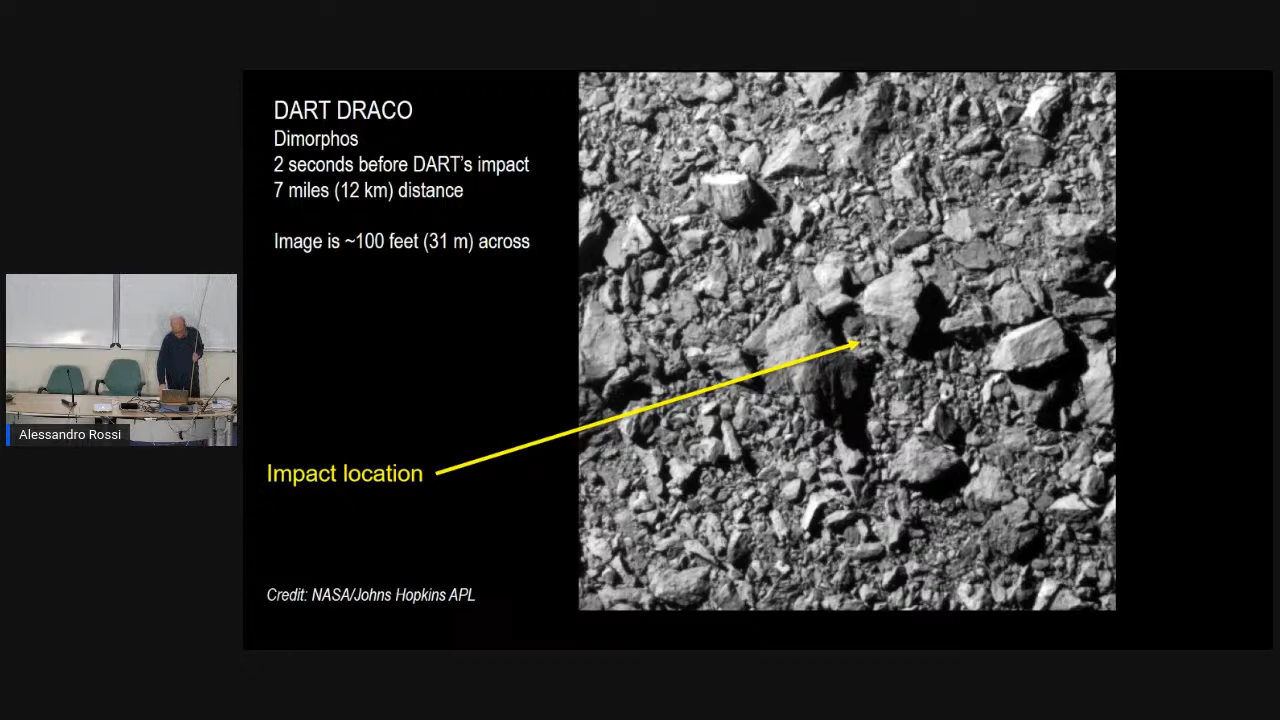 DART DRACO
Dimorphos
2 seconds before DART's impact
7 miles (12 km) distance
Image is ~100 feet (31 m) across
Alessandro Rossi
Impact location
Credit: NASA/Johns Hopkins APL